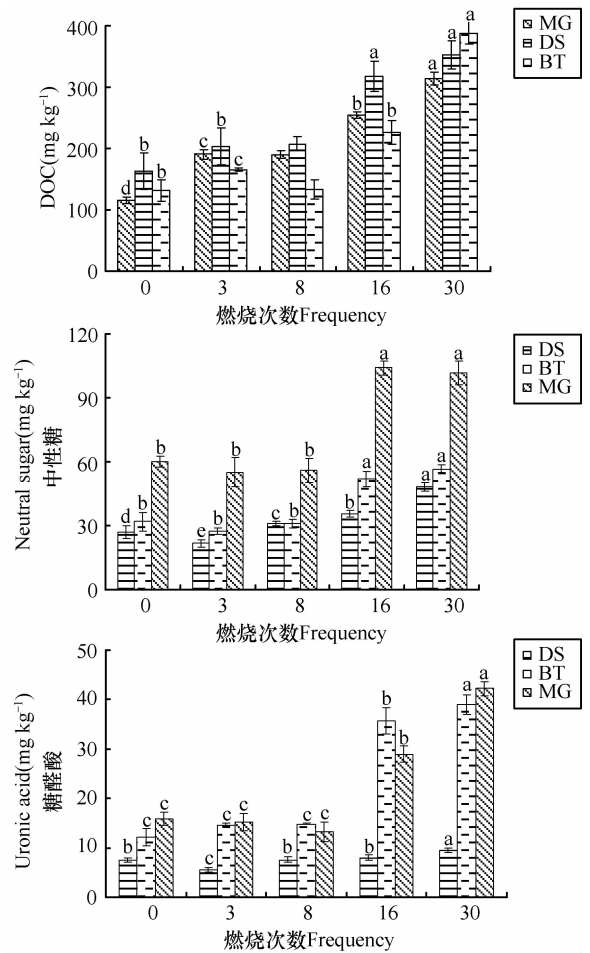 400
300
200
100
0
DOC(mg kg⁻¹)
d
b
b
c
b
c
b
a
b
a
a
a
MG
DS
BT
0 3 8 16 30
燃烧次数Frequency
120
90
60
30
0
Neutral sugar(mg kg⁻¹)
中性糖
d
b
b
e
b
b
c
b
b
b
a
a
a
a
a
DS
BT
MG
0 3 8 16 30
燃烧次数Frequency
50
40
30
20
10
0
Uronic acid(mg kg⁻¹)
糖醛酸
b
c
c
c
c
c
b
c
c
b
b
b
a
a
a
DS
BT
MG
0 3 8 16 30
燃烧次数Frequency